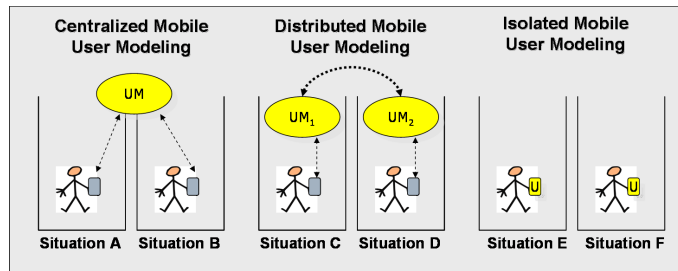 Centralized Mobile
User Modeling
Distributed Mobile
User Modeling
Isolated Mobile
User Modeling
UM
UM₁
UM₂
U
U
Situation A
Situation B
Situation C
Situation D
Situation E
Situation F